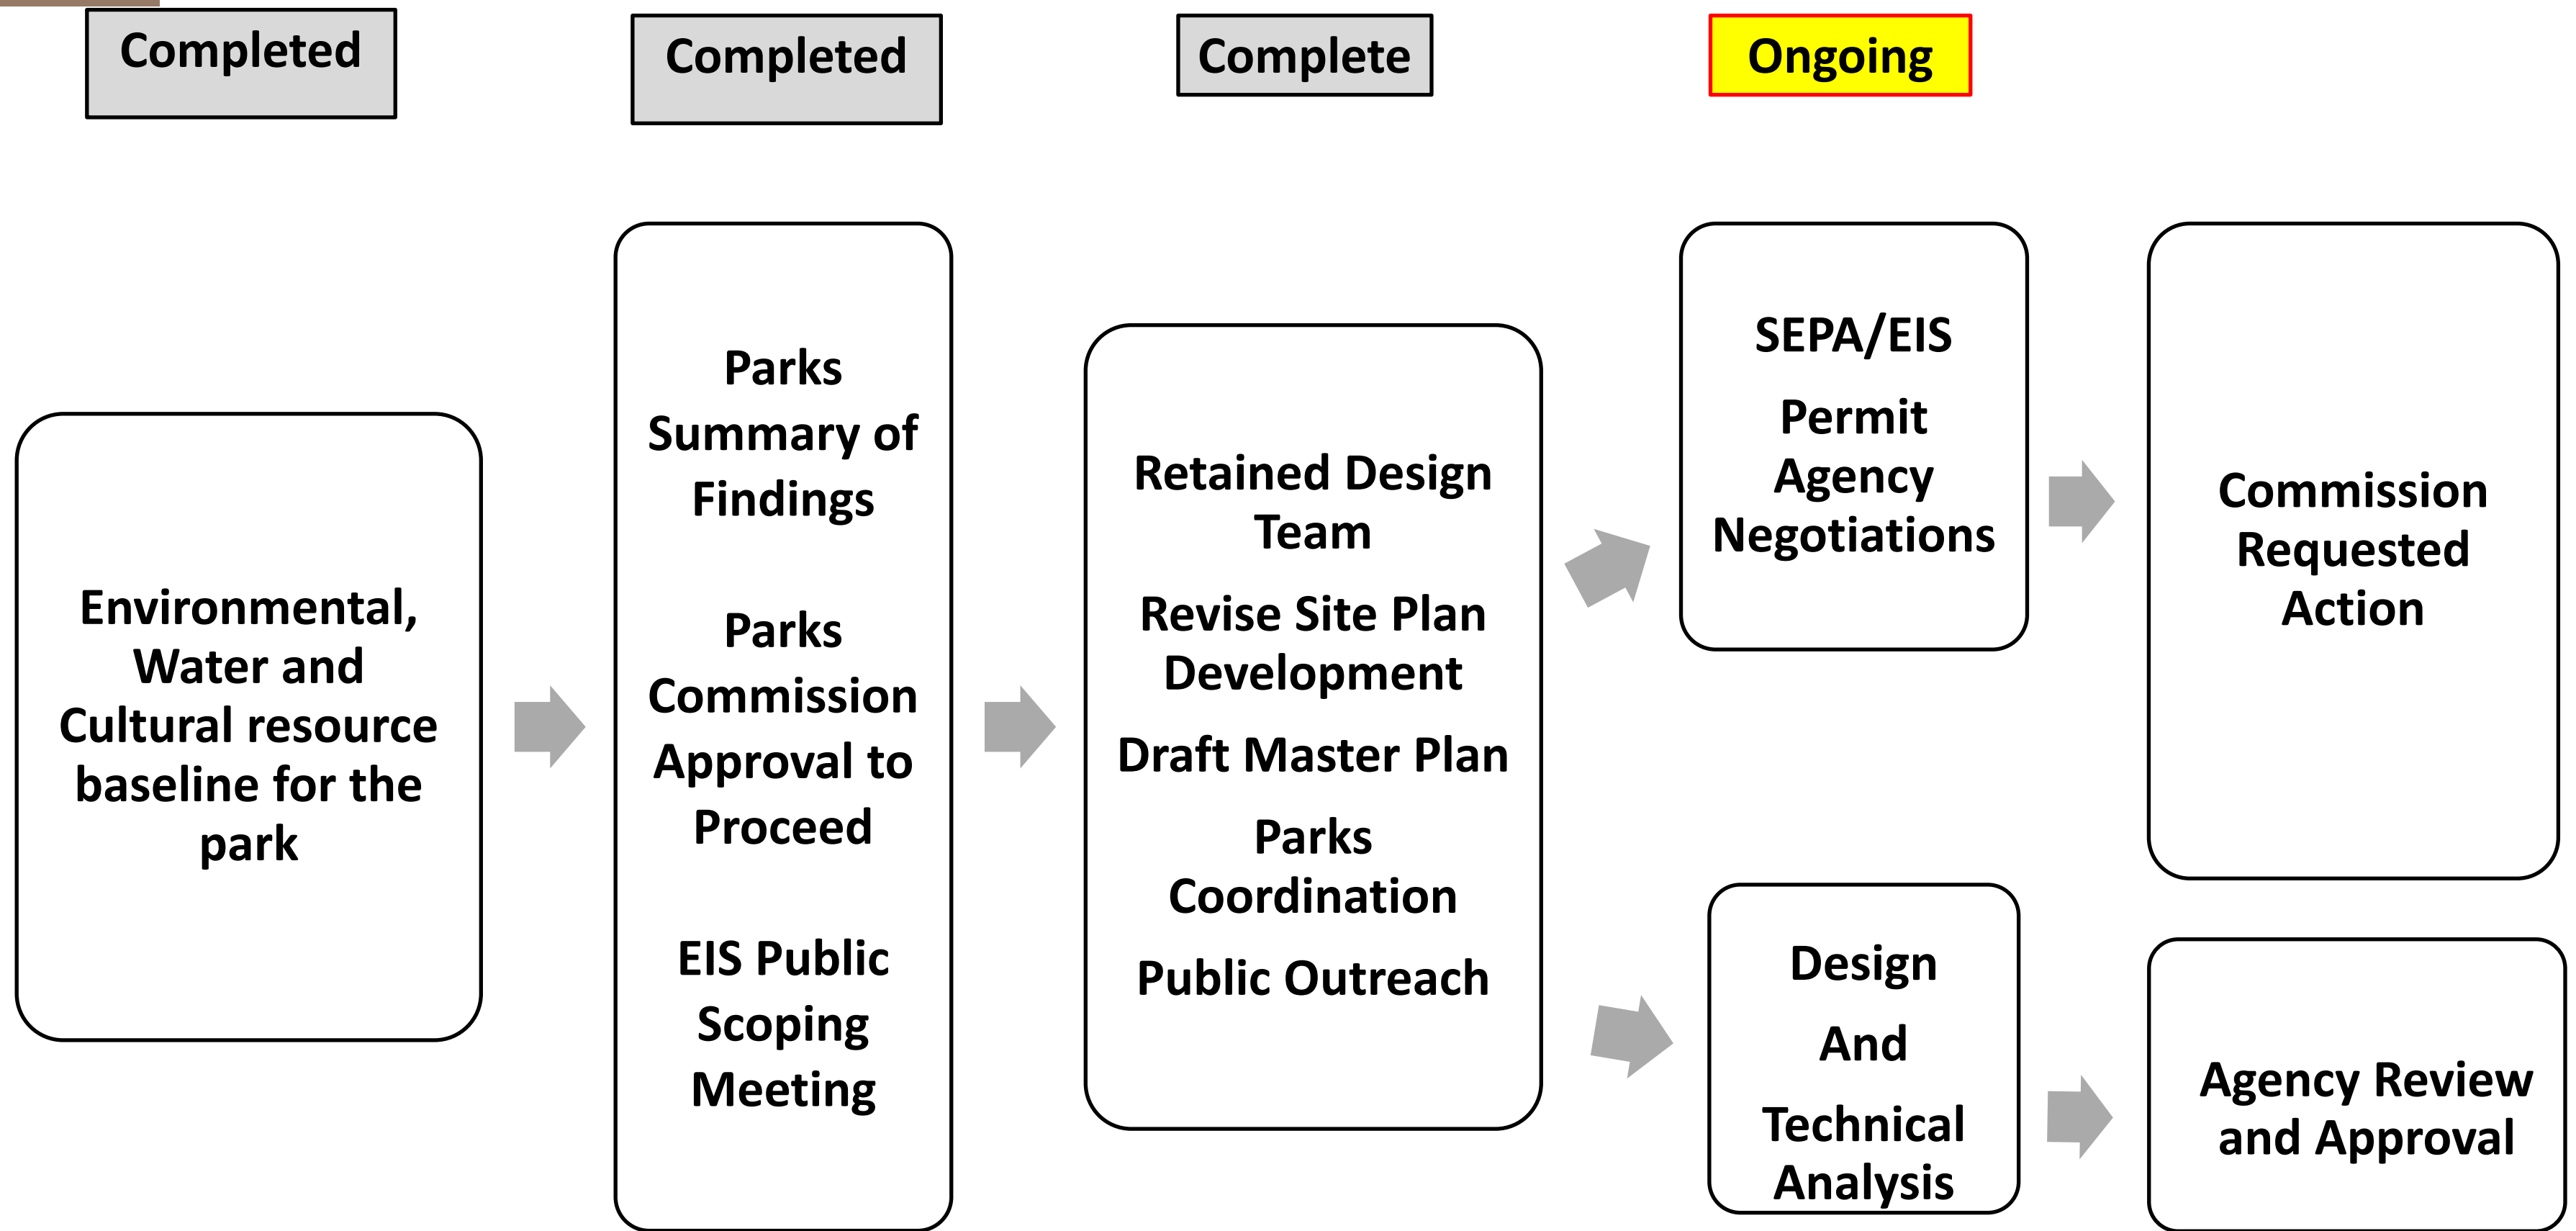 Completed
Completed
Complete
Ongoing
Environmental,
Water and
Cultural resource
baseline for the
park
Parks
Summary of
Findings
Parks
Commission
Approval to
Proceed
EIS Public
Scoping
Meeting
Retained Design
Team
Revise Site Plan
Development
Draft Master Plan
Parks
Coordination
Public Outreach
SEPA/EIS
Permit
Agency
Negotiations
Design
And
Technical
Analysis
Commission
Requested
Action
Agency Review
and Approval